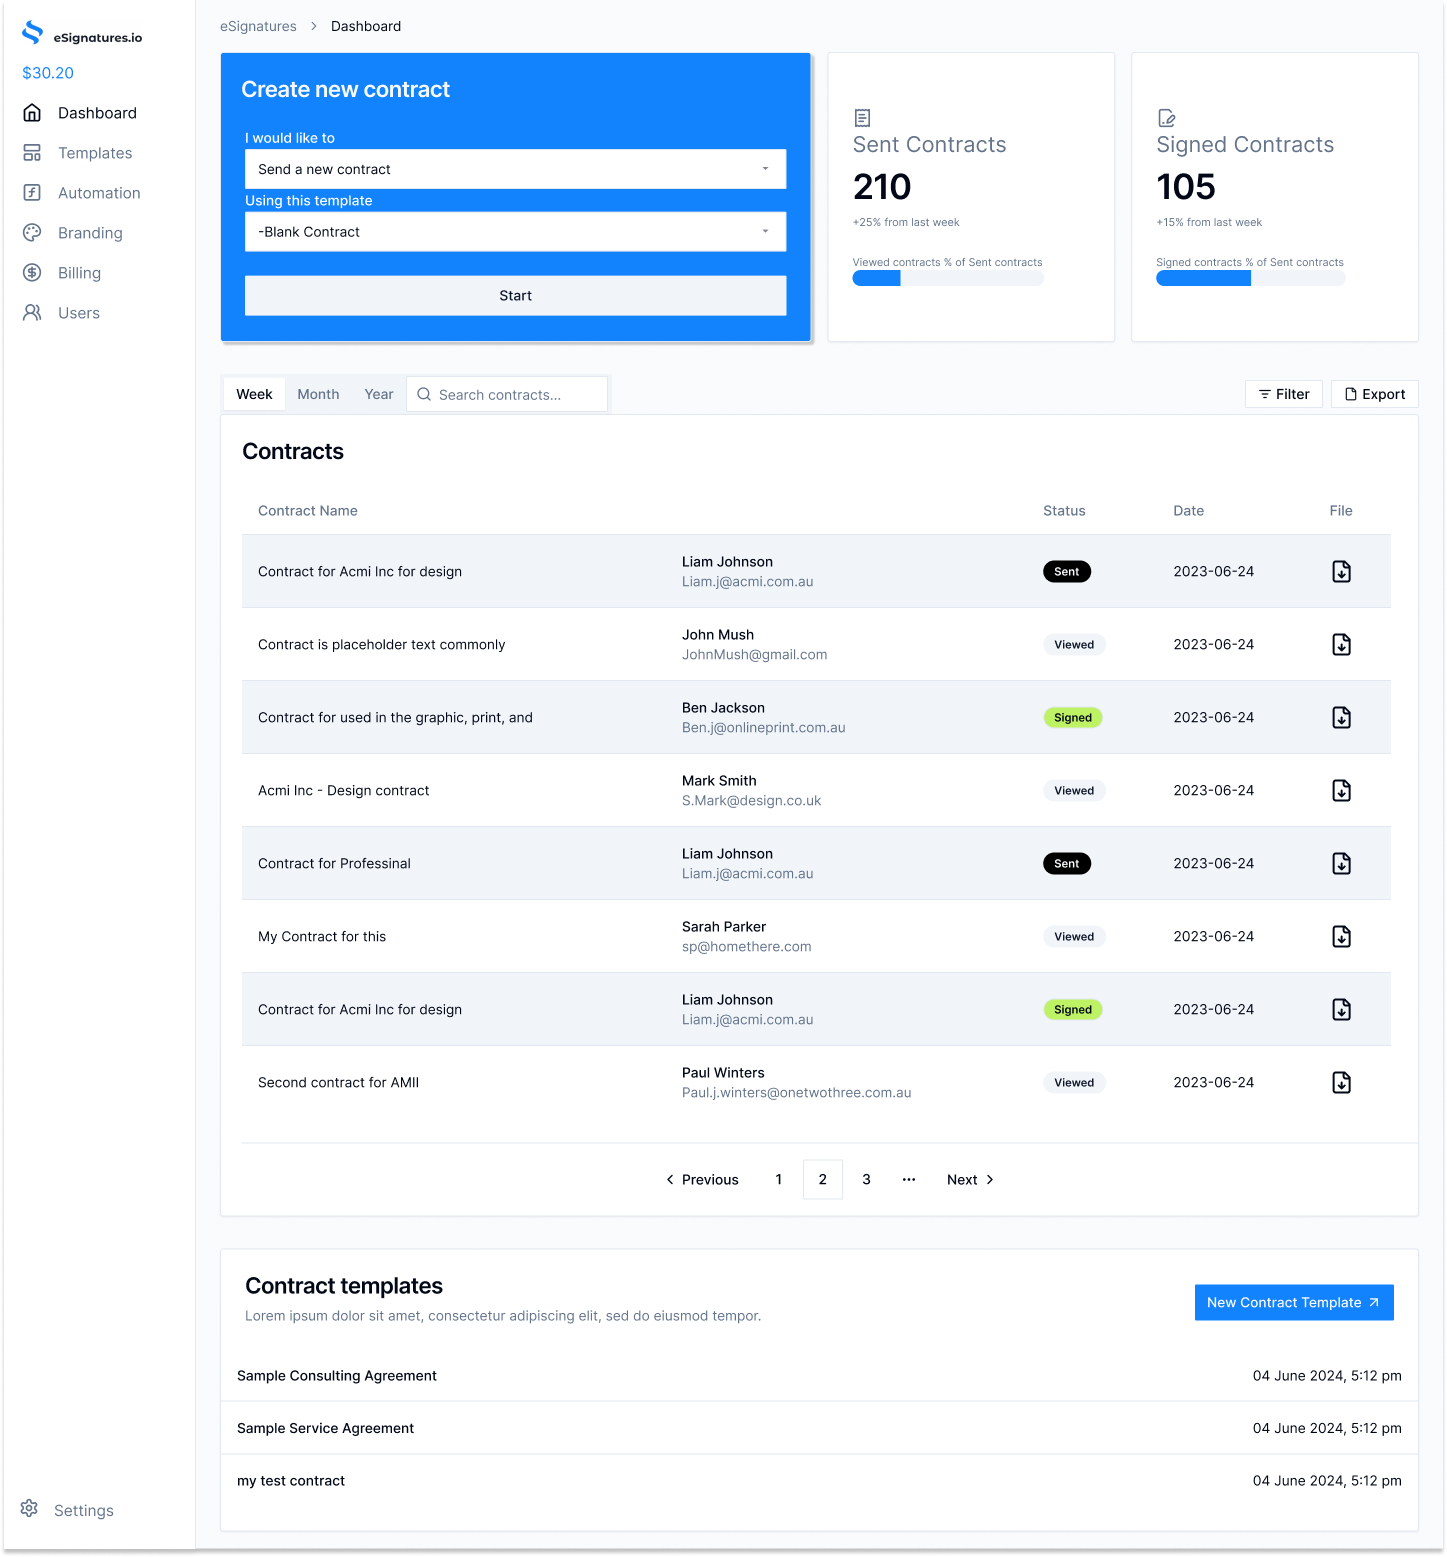 eSignatures.io
$30.20
Dashboard
Templates
Automation
Branding
Billing
Users
Settings
eSignatures > Dashboard
Create new contract
I would like to
Send a new contract
Using this template
-Blank Contract
Start
Sent Contracts
210
+25% from last week
Viewed contracts % of Sent contracts
Signed Contracts
105
+15% from last week
Signed contracts % of Sent contracts
Week Month Year Search contracts... Filter Export
Contracts
Contract Name Status Date File
Contract for Acmi Inc for design Liam Johnson Sent 2023-06-24
Liam.j@acmi.com.au
Contract is placeholder text commonly John Mush Viewed 2023-06-24
JohnMush@gmail.com
Contract for used in the graphic, print, and Ben Jackson Signed 2023-06-24
Ben.j@onlineprint.com.au
Acmi Inc - Design contract Mark Smith Viewed 2023-06-24
S.Mark@design.co.uk
Contract for Professinal Liam Johnson Sent 2023-06-24
Liam.j@acmi.com.au
My Contract for this Sarah Parker Viewed 2023-06-24
sp@homethere.com
Contract for Acmi Inc for design Liam Johnson Signed 2023-06-24
Liam.j@acmi.com.au
Second contract for AMII Paul Winters Viewed 2023-06-24
Paul.j.winters@onetwothree.com.au
< Previous 1 2 3 ... Next >
Contract templates
Lorem ipsum dolor sit amet, consectetur adipiscing elit, sed do eiusmod tempor.
New Contract Template
Sample Consulting Agreement 04 June 2024, 5:12 pm
Sample Service Agreement 04 June 2024, 5:12 pm
my test contract 04 June 2024, 5:12 pm